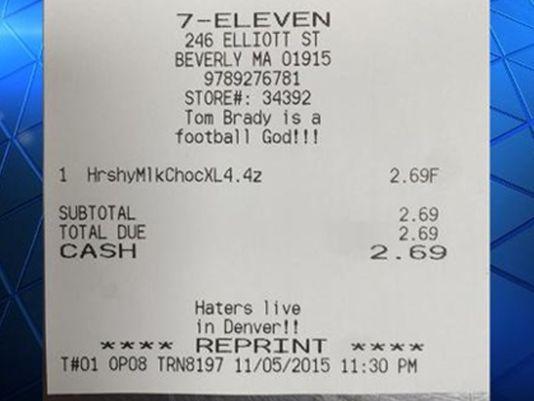 7-ELEVEN
246 ELLIOTT ST
BEVERLY MA 01915
9789276781
STORE#: 34392
Tom Brady is a
football God!!!
1 HrshyMlkChocXL4.4z 2.69F
SUBTOTAL 2.69
TOTAL DUE 2.69
CASH 2.69
Haters live
in Denver!!
**** REPRINT ****
T#01 OP08 TRN8197 11/05/2015 11:30 PM